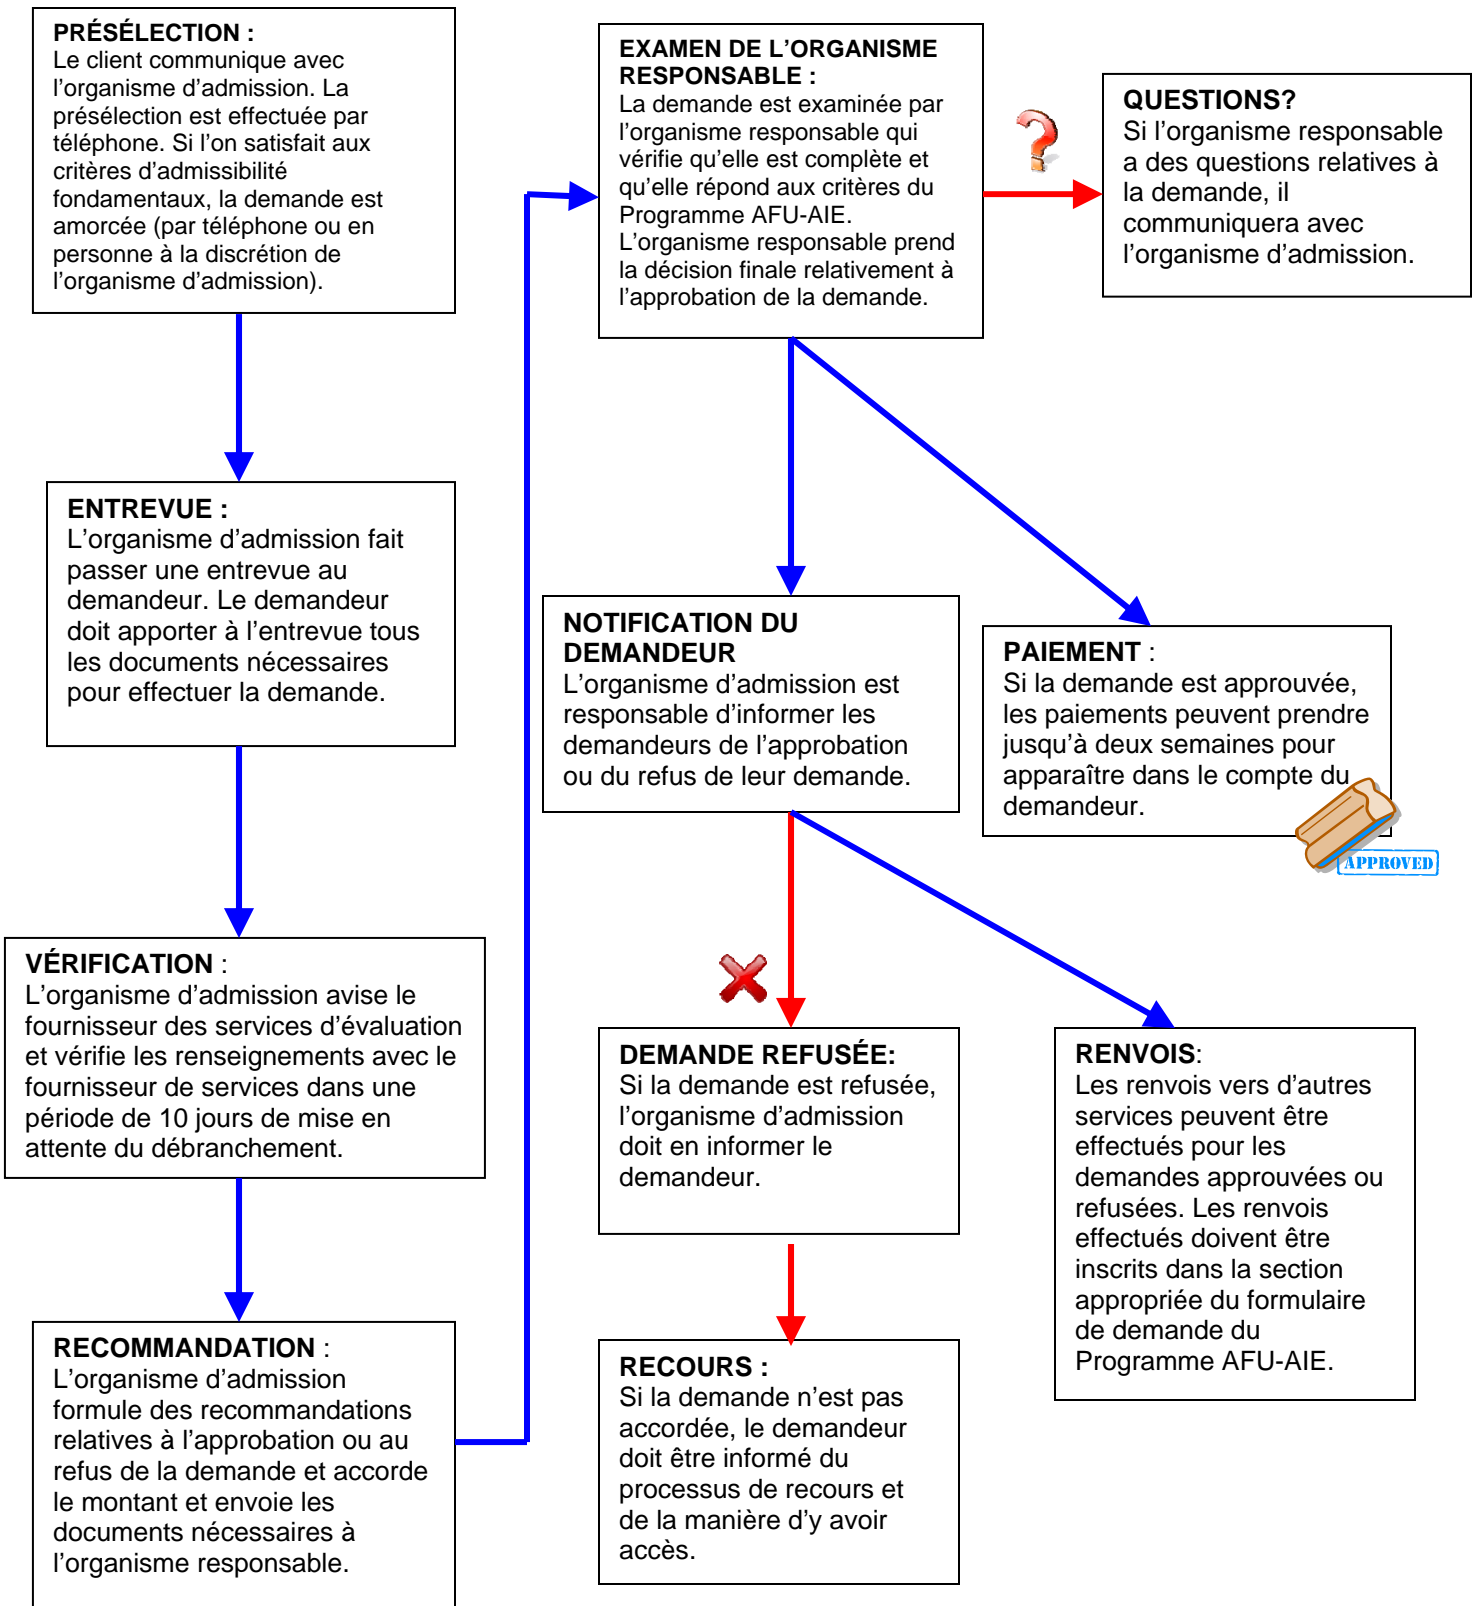 PRÉSÉLECTION :
Le client communique avec
l’organisme d’admission. La
présélection est effectuée par
téléphone. Si l’on satisfait aux
critères d’admissibilité
fondamentaux, la demande est
amorcée (par téléphone ou en
personne à la discrétion de
l’organisme d’admission).
ENTREVUE :
L’organisme d’admission fait
passer une entrevue au
demandeur. Le demandeur
doit apporter à l’entrevue tous
les documents nécessaires
pour effectuer la demande.
VÉRIFICATION :
L’organisme d’admission avise le
fournisseur des services d’évaluation
et vérifie les renseignements avec le
fournisseur de services dans une
période de 10 jours de mise en
attente du débranchement.
RECOMMANDATION :
L’organisme d’admission
formule des recommandations
relatives à l’approbation ou au
refus de la demande et accorde
le montant et envoie les
documents nécessaires à
l’organisme responsable.
EXAMEN DE L’ORGANISME
RESPONSABLE :
La demande est examinée par
l’organisme responsable qui
vérifie qu’elle est complète et
qu’elle répond aux critères du
Programme AFU-AIE.
L’organisme responsable prend
la décision finale relativement à
l’approbation de la demande.
QUESTIONS?
Si l’organisme responsable
a des questions relatives à
la demande, il
communiquera avec
l’organisme d’admission.
NOTIFICATION DU
DEMANDEUR
L’organisme d’admission est
responsable d’informer les
demandeurs de l’approbation
ou du refus de leur demande.
PAIEMENT :
Si la demande est approuvée,
les paiements peuvent prendre
jusqu’à deux semaines pour
apparaître dans le compte du
demandeur.
APPROVED
DEMANDE REFUSÉE:
Si la demande est refusée,
l’organisme d’admission
doit en informer le
demandeur.
RENVOIS:
Les renvois vers d’autres
services peuvent être
effectués pour les
demandes approuvées ou
refusées. Les renvois
effectués doivent être
inscrits dans la section
appropriée du formulaire
de demande du
Programme AFU-AIE.
RECOURS :
Si la demande n’est pas
accordée, le demandeur
doit être informé du
processus de recours et
de la manière d’y avoir
accès.